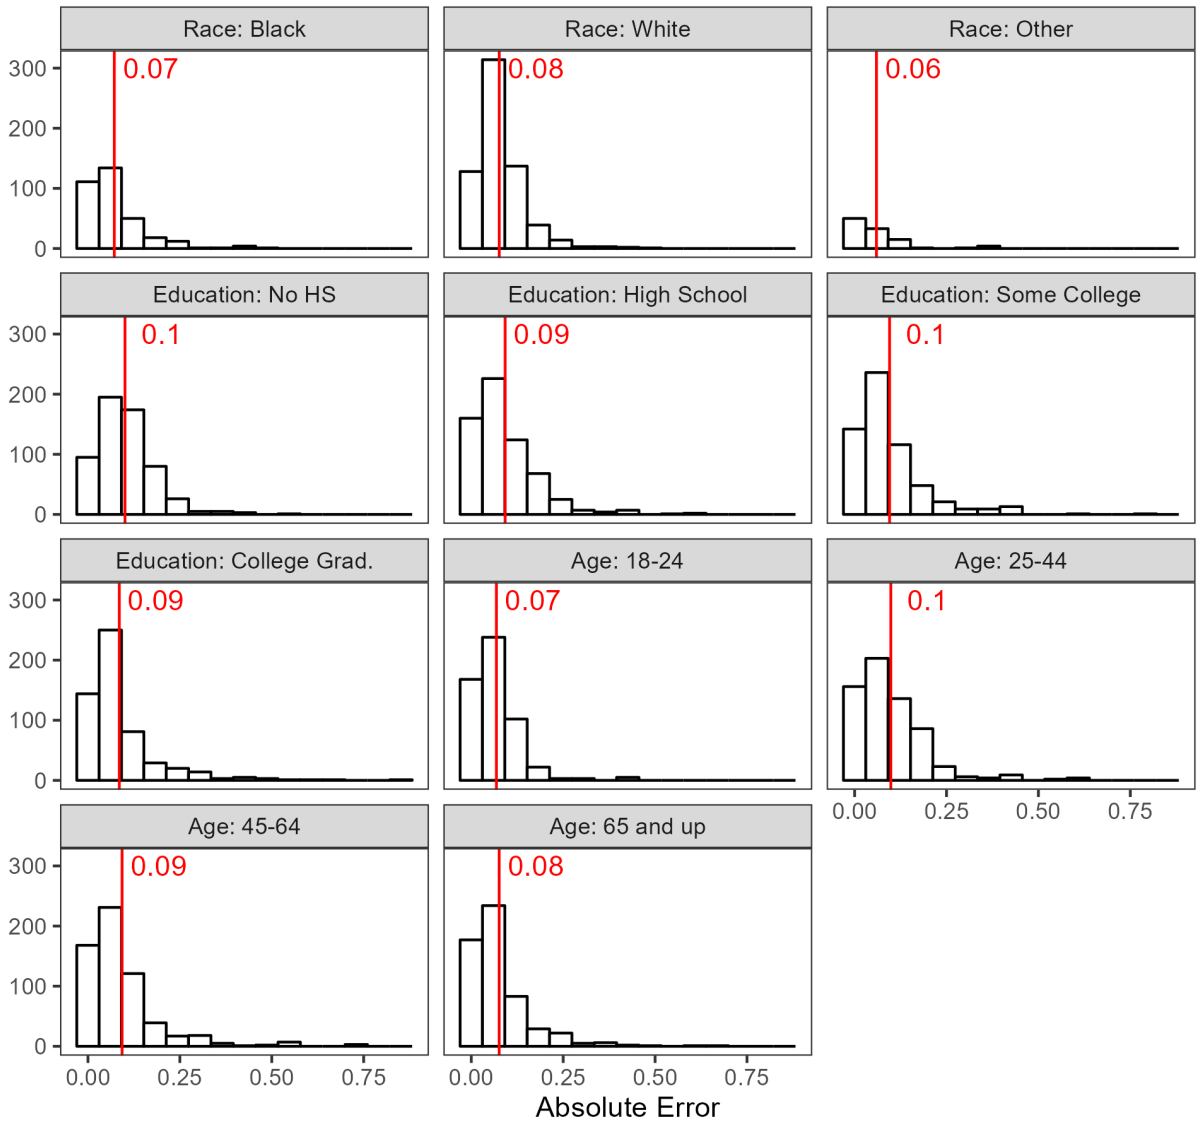 Race: Black
Race: White
Race: Other
0.07
0.08
0.06
300
200
100
0
Education: No HS
Education: High School
Education: Some College
0.1
0.09
0.1
300
200
100
0
Education: College Grad.
Age: 18-24
Age: 25-44
0.09
0.07
0.1
300
200
100
0
0.00 0.25 0.50 0.75
Age: 45-64
Age: 65 and up
0.09
0.08
300
200
100
0
0.00 0.25 0.50 0.75
0.00 0.25 0.50 0.75
Absolute Error